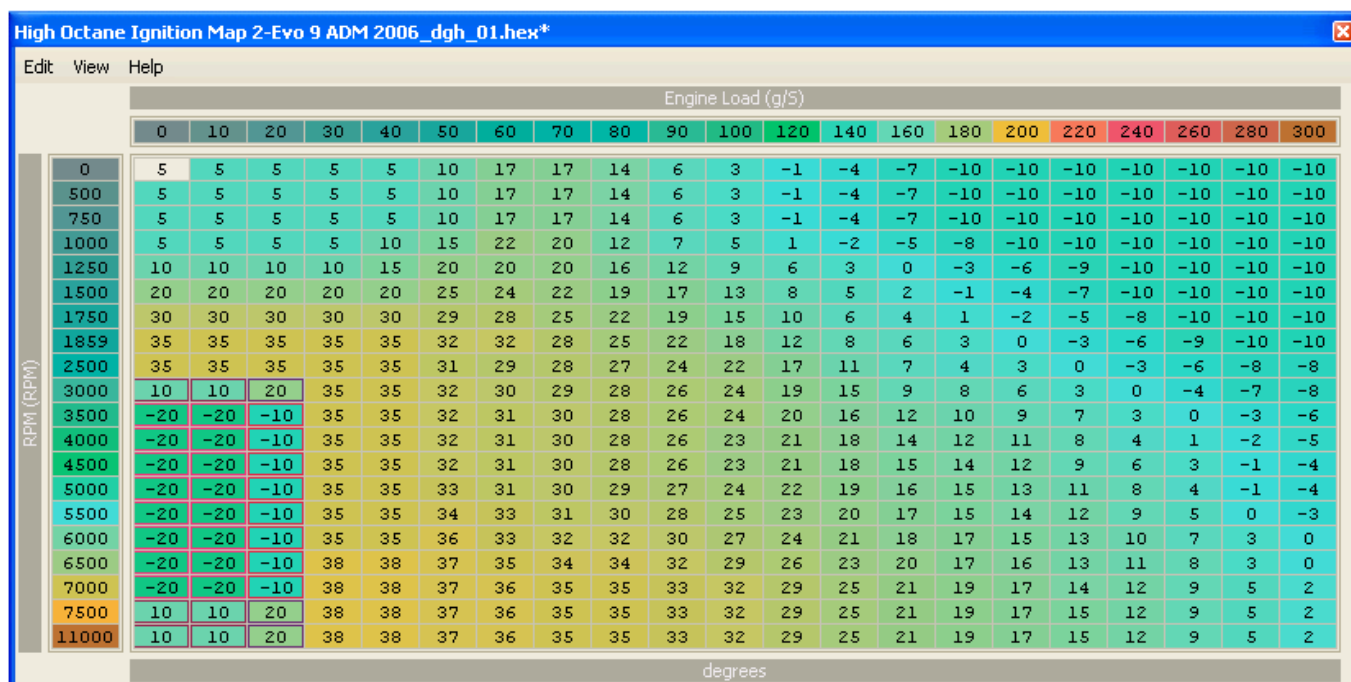 High Octane Ignition Map 2-Evo 9 ADM 2006_dgh_01.hex*
Edit View Help
Engine Load (g/S)
0 10 20 30 40 50 60 70 80 90 100 120 140 160 180 200 220 240 260 280 300
RPM (RPM)
0 5 5 5 5 5 10 17 17 14 6 3 -1 -4 -7 -10 -10 -10 -10 -10 -10 -10
500 5 5 5 5 5 10 17 17 14 6 3 -1 -4 -7 -10 -10 -10 -10 -10 -10 -10
750 5 5 5 5 5 10 17 17 14 6 3 -1 -4 -7 -10 -10 -10 -10 -10 -10 -10
1000 5 5 5 5 10 15 22 20 12 7 5 1 -2 -5 -8 -10 -10 -10 -10 -10 -10
1250 10 10 10 10 15 20 20 20 16 12 9 6 3 0 -3 -6 -9 -10 -10 -10 -10
1500 20 20 20 20 20 25 24 22 19 17 13 8 5 2 -1 -4 -7 -10 -10 -10 -10
1750 30 30 30 30 30 29 28 25 22 19 15 10 6 4 1 -2 -5 -8 -10 -10 -10
1859 35 35 35 35 35 32 32 28 25 22 18 12 8 6 3 0 -3 -6 -9 -10 -10
2500 35 35 35 35 35 31 29 28 27 24 22 17 11 7 4 3 0 -3 -6 -8 -8
3000 10 10 20 35 35 32 30 29 28 26 24 19 15 9 8 6 3 0 -4 -7 -8
3500 -20 -20 -10 35 35 32 31 30 28 26 24 20 16 12 10 9 7 3 0 -3 -6
4000 -20 -20 -10 35 35 32 31 30 28 26 23 21 18 14 12 11 8 4 1 -2 -5
4500 -20 -20 -10 35 35 32 31 30 28 26 23 21 18 15 14 12 9 6 3 -1 -4
5000 -20 -20 -10 35 35 33 31 30 29 27 24 22 19 16 15 13 11 8 4 -1 -4
5500 -20 -20 -10 35 35 34 33 31 30 28 25 23 20 17 15 14 12 9 5 0 -3
6000 -20 -20 -10 35 35 36 33 32 32 30 27 24 21 18 17 15 13 10 7 3 0
6500 -20 -20 -10 38 38 37 35 34 34 32 29 26 23 20 17 16 13 11 8 3 0
7000 -20 -20 -10 38 38 37 36 35 35 33 32 29 25 21 19 17 14 12 9 5 2
7500 10 10 20 38 38 37 36 35 35 33 32 29 25 21 19 17 15 12 9 5 2
11000 10 10 20 38 38 37 36 35 35 33 32 29 25 21 19 17 15 12 9 5 2
degrees